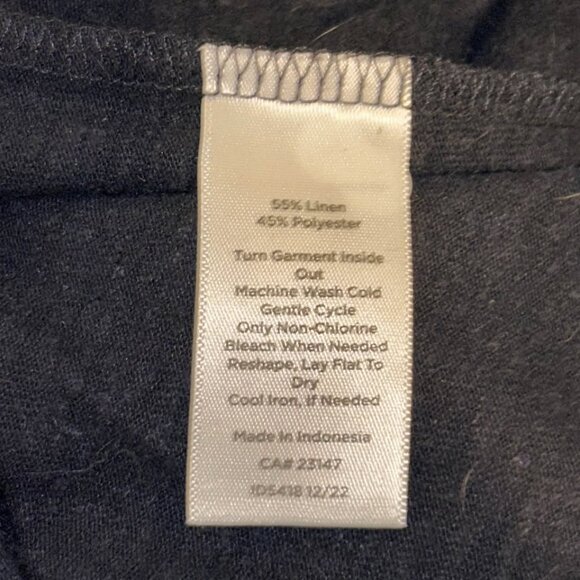 55% Linen
45% Polyester
Turn Garment Inside
Out
Machine Wash Cold
Gentle Cycle
Only Non-Chlorine
Bleach When Needed
Reshape, Lay Flat To
Dry
Cool Iron, If Needed
Made In Indonesia
CA# 23147
ID5418 12/22